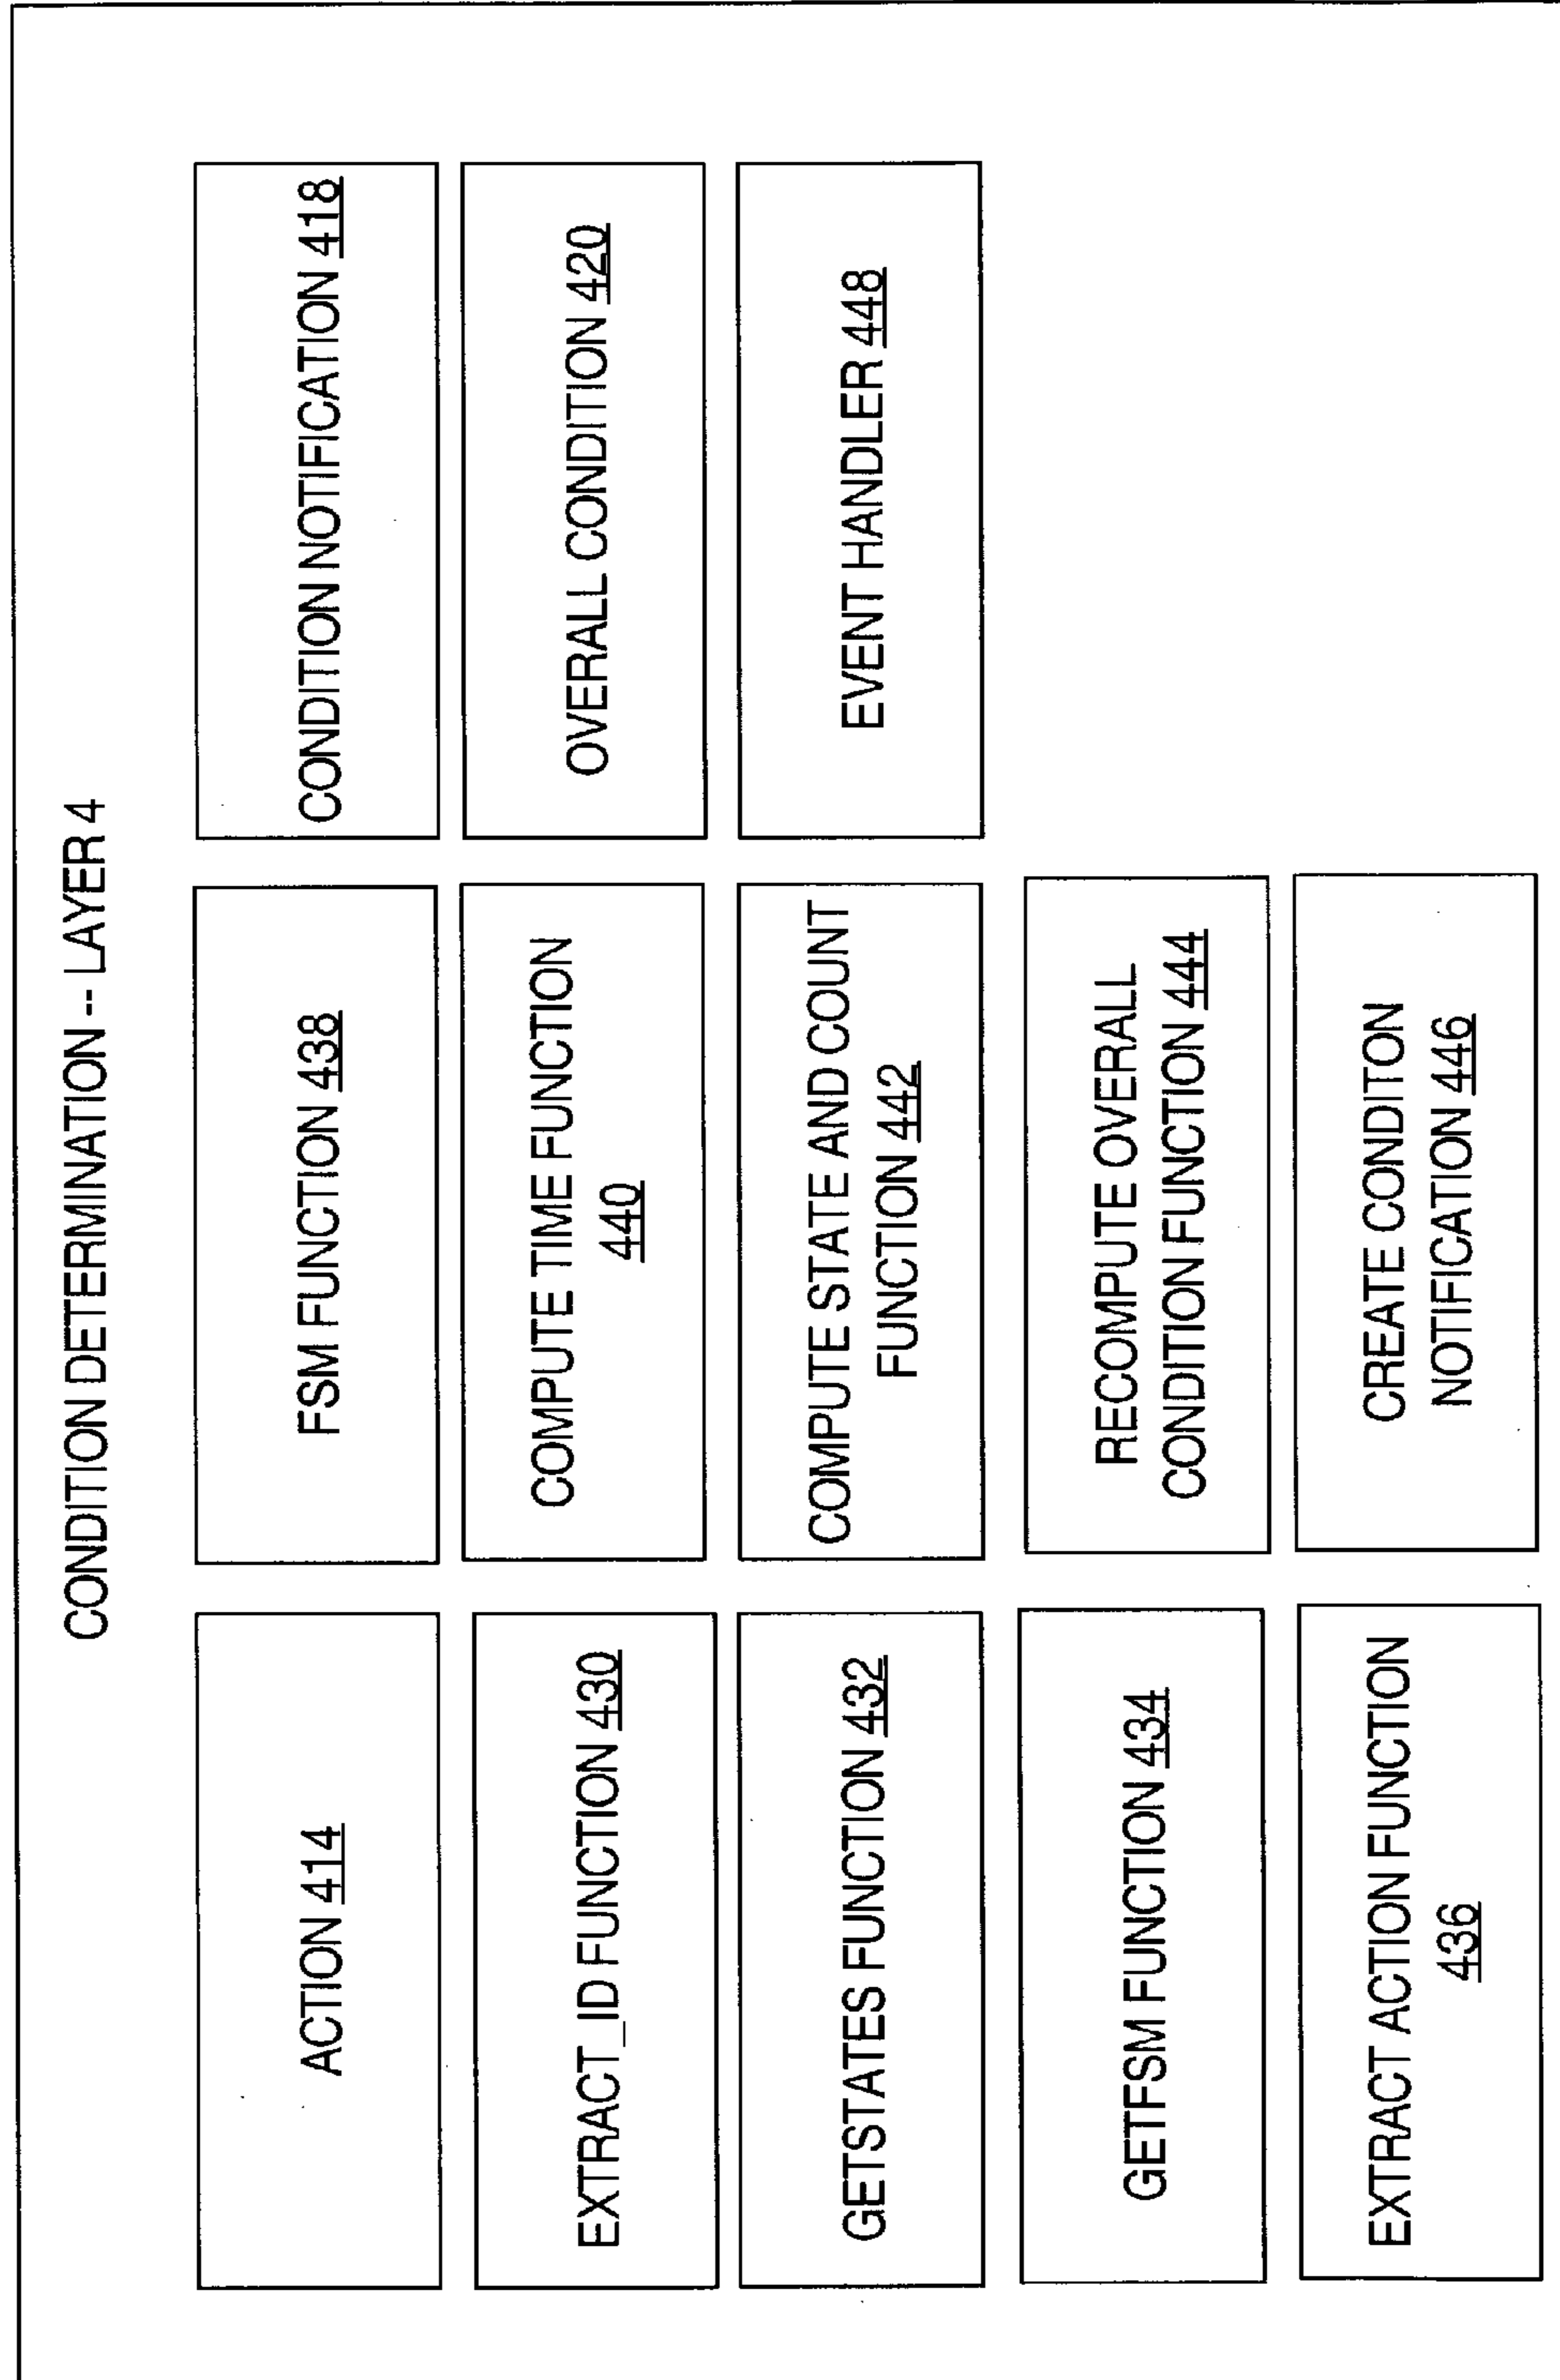 CONDITION DETERMINATION -- LAYER 4
ACTION 414
EXTRACT_ID FUNCTION 430
GETSTATES FUNCTION 432
GETFSM FUNCTION 434
EXTRACT ACTION FUNCTION
436
FSM FUNCTION 438
COMPUTE TIME FUNCTION
440
COMPUTE STATE AND COUNT
FUNCTION 442
RECOMPUTE OVERALL
CONDITION FUNCTION 444
CREATE CONDITON
NOTIFICATION 446
CONDITION NOTIFICATION 418
OVERALL CONDITION 420
EVENT HANDLER 448